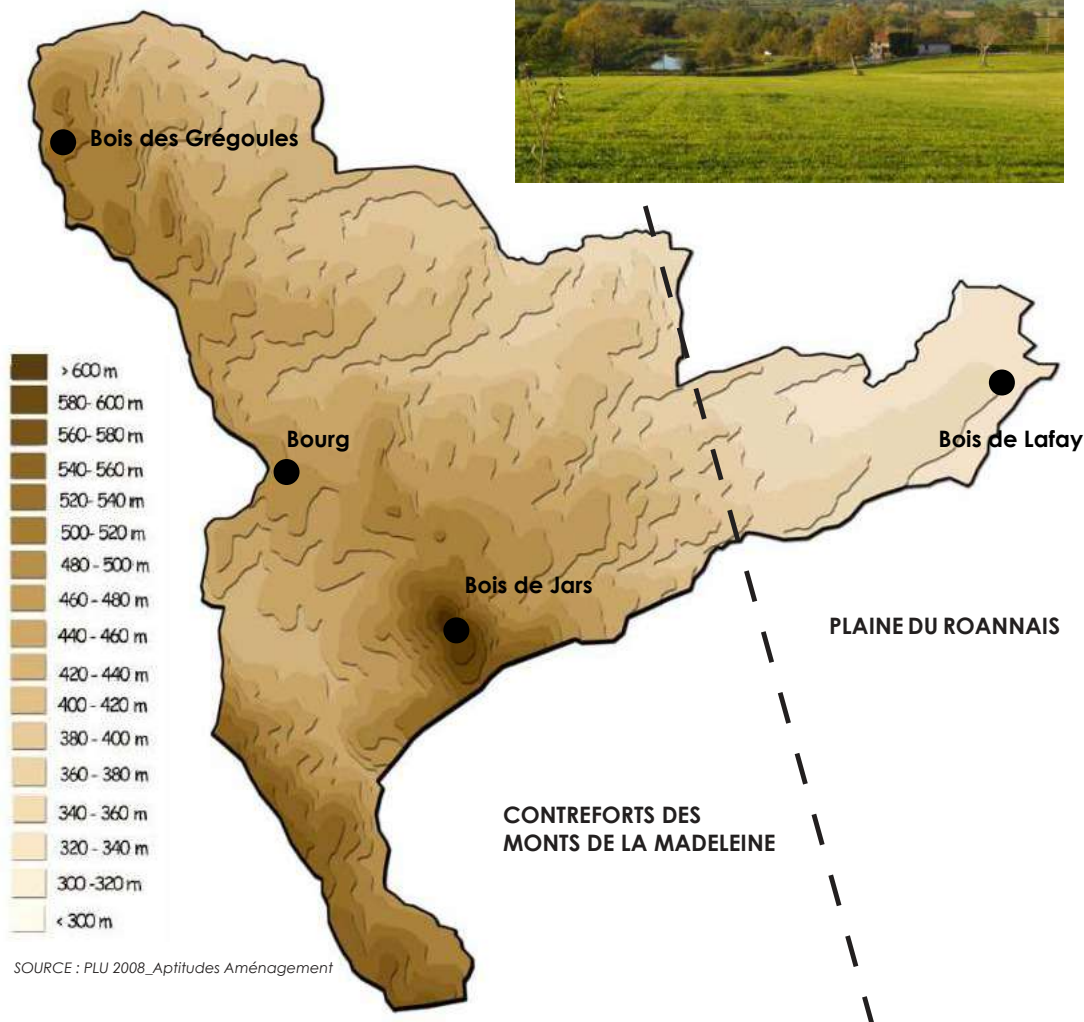 Bois des Grégoules
> 600 m
580- 600 m
560- 580 m
540- 560 m
520- 540 m
500- 520 m
480 - 500 m
460 - 480 m
440 - 460 m
420 - 440 m
400 - 420 m
380 - 400 m
360 - 380 m
340 - 360 m
320 - 340 m
300 -320 m
< 300 m
Bourg
Bois de Lafay
Bois de Jars
PLAINE DU ROANNAIS
CONTREFORTS DES
MONTS DE LA MADELEINE
SOURCE : PLU 2008_Aptitudes Aménagement